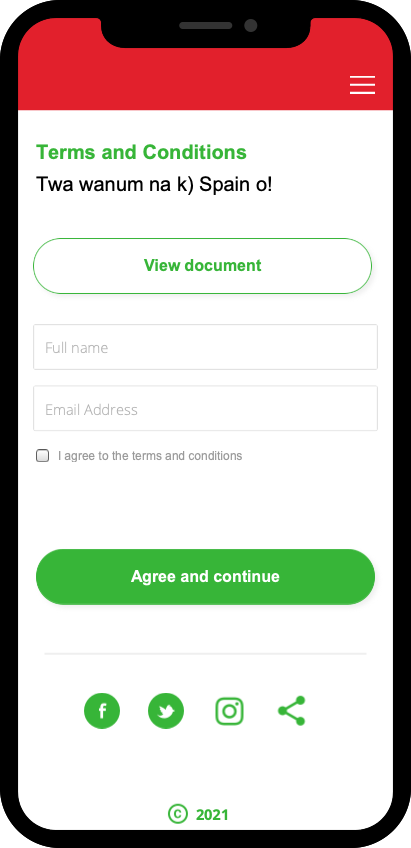 Terms and Conditions
Twa wanum na k) Spain o!
View document
Full name
Email Address
I agree to the terms and conditions
Agree and continue
© 2021